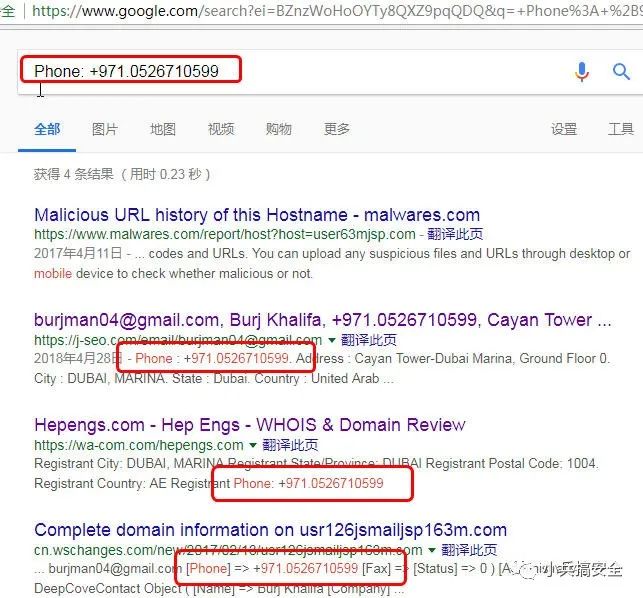 全 https://www.google.com/search?ei=BZnzWoHoOYTy8QXZ9pqQDQ&q=+Phone%3A+%2B9
Phone: +971.0526710599
全部 图片 地图 视频 购物 更多 设置 工具
获得 4 条结果 （用时 0.23 秒）
Malicious URL history of this Hostname - malwares.com
https://www.malwares.com/report/host?host=user63mjsp.com - 翻译此页
2017年4月11日 - ... codes and URLs. You can upload any suspicious files and URLs through desktop or
mobile device to check whether malicious or not.
burjman04@gmail.com, Burj Khalifa, +971.0526710599, Cayan Tower ...
https://j-seo.com/email/burjman04@gmail.com 翻译此页
2018年4月28日 - Phone : +971.0526710599. Address : Cayan Tower-Dubai Marina, Ground Floor 0.
City : DUBAI, MARINA. State : Dubai. Country : United Arab ...
Hepengs.com - Hep Engs - WHOIS & Domain Review
https://wa-com.com/hepengs.com 翻译此页
Registrant City: DUBAI, MARINA Registrant State/Province: DUBAI Registrant Postal Code: 1004.
Registrant Country: AE Registrant Phone: +971.0526710599
Complete domain information on usr126jsmailjsp163m.com
cn.wschanges.com/new/2017/02/13/usr126jsmailjsp163m.com 翻译此页
... burjman04@gmail.com [Phone] => +971.0526710599 [Fax] => [Status] => 0 ) [A
小兵搞安全
DeepCoveContact Object ( [Name] => Burj Khalifa [Company] ...